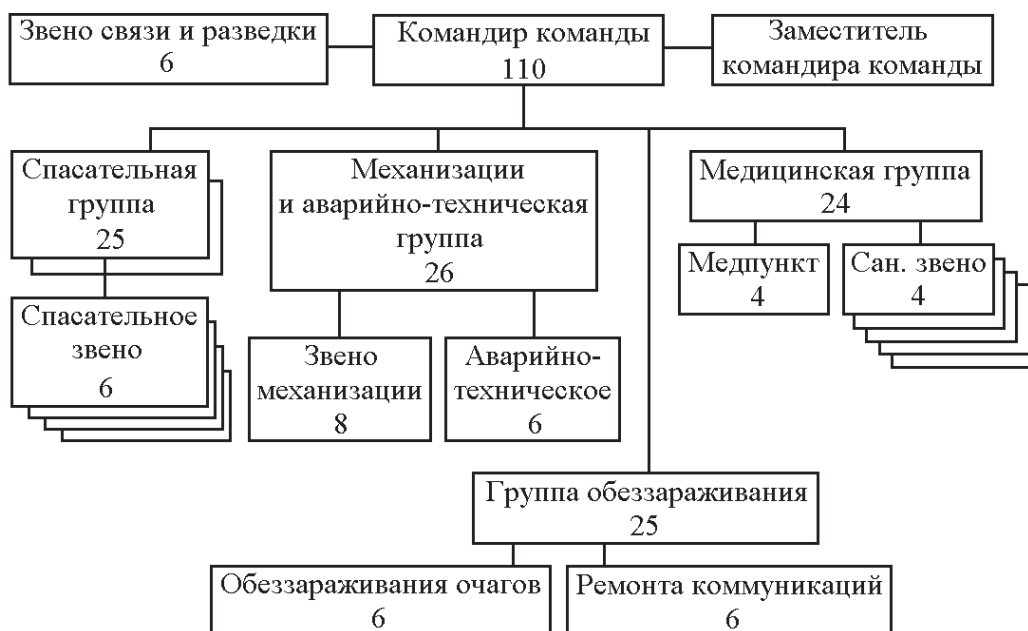 Звено связи и разведки
6
Командир команды
110
Заместитель
командира команды
Спасательная
группа
25
Механизации
и аварийно-техническая
группа
26
Медицинская группа
24
Медпункт
4
Сан. звено
4
Спасательное
звено
6
Звено
механизации
8
Аварийно-
техническое
6
Группа обеззараживания
25
Обеззараживания очагов
6
Ремонта коммуникаций
6